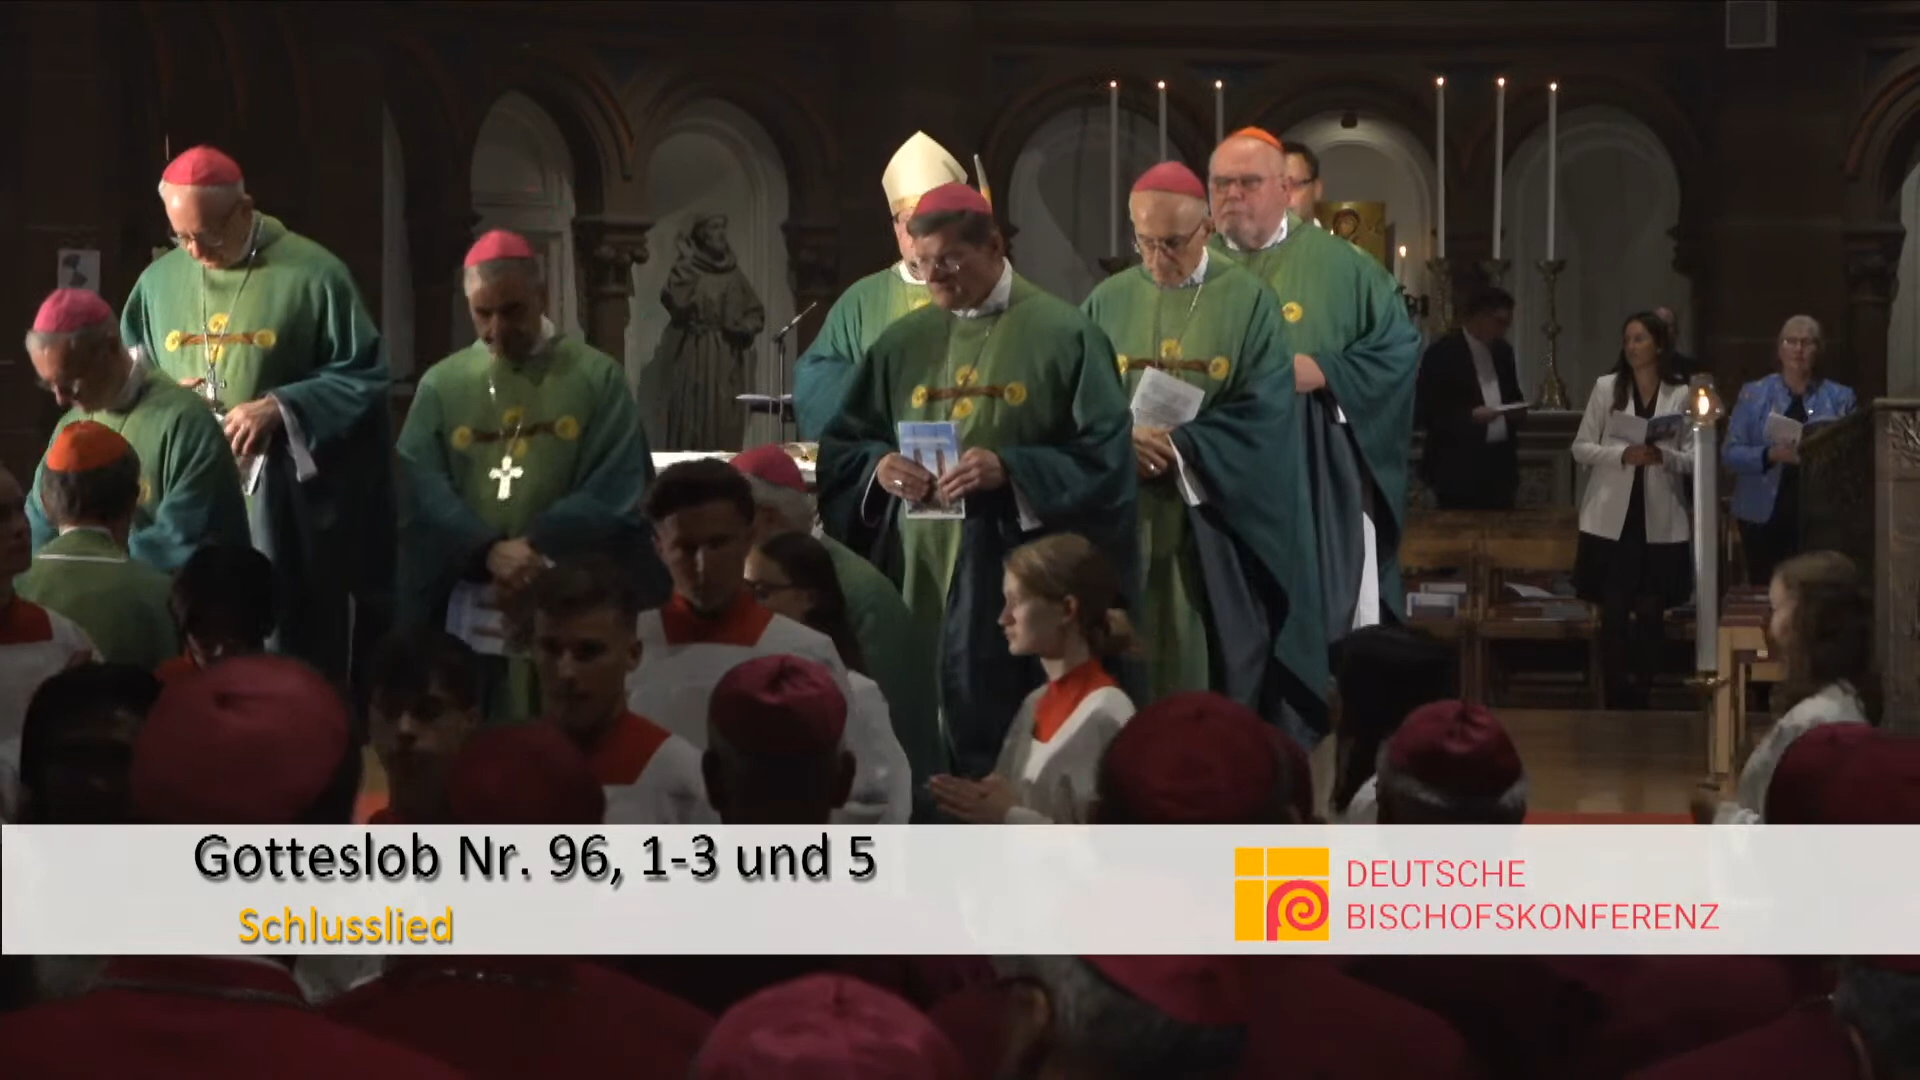 Gotteslob Nr. 96, 1-3 und 5
Schlusslied
DEUTSCHE
BISCHOFSKONFERENZ